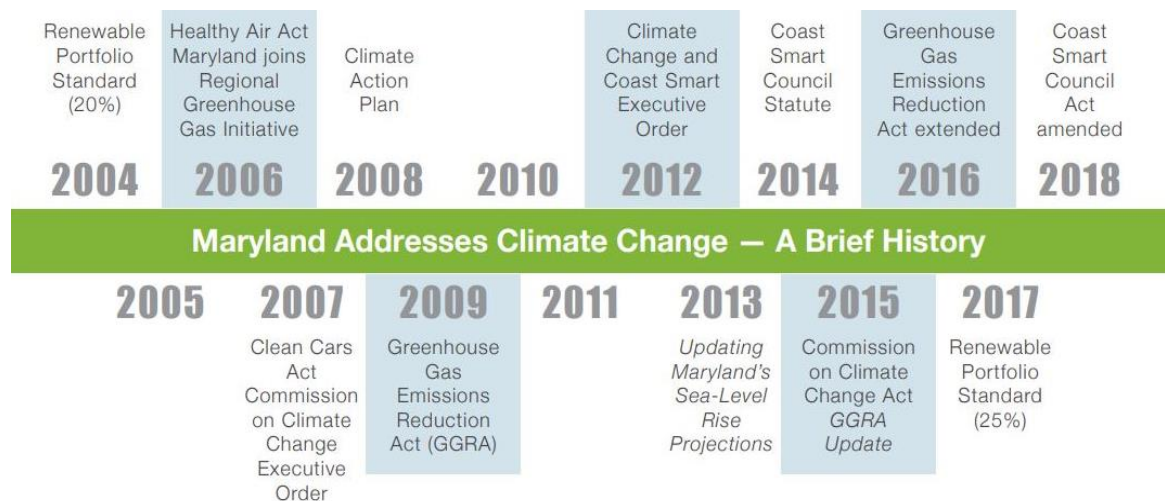 Renewable
Portfolio
Standard
(20%)
2004
Healthy Air Act
Maryland joins
Regional
Greenhouse
Gas Initiative
2006
Climate
Action
Plan
2008
2010
Climate
Change and
Coast Smart
Executive
Order
2012
Coast
Smart
Council
Statute
2014
Greenhouse
Gas
Emissions
Reduction
Act extended
2016
Coast
Smart
Council
Act
amended
2018
Maryland Addresses Climate Change — A Brief History
2005
2007
Clean Cars
Act
Commission
on Climate
Change
Executive
Order
2009
Greenhouse
Gas
Emissions
Reduction
Act (GGRA)
2011
2013
Updating
Maryland's
Sea-Level
Rise
Projections
2015
Commission
on Climate
Change Act
GGRA
Update
2017
Renewable
Portfolio
Standard
(25%)